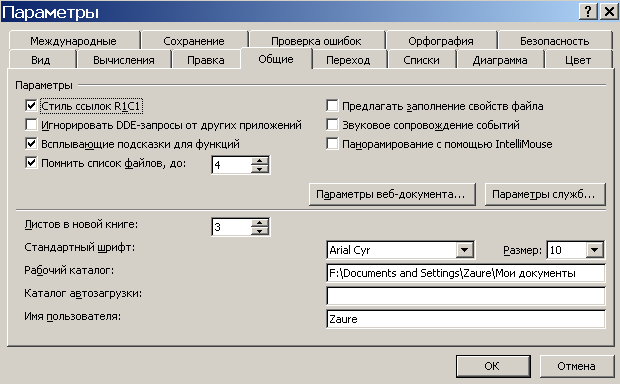 Параметры
Международные Сохранение Проверка ошибок Орфография Безопасность
Вид Вычисления Правка Общие Переход Списки Диаграмма Цвет
Параметры
Стиль ссылок R1C1 Предлагать заполнение свойств файла
Игнорировать DDE-запросы от других приложений Звуковое сопровождение событий
Всплывающие подсказки для функций Панорамирование с помощью IntelliMouse
Помнить список файлов, до: 4
Параметры веб-документа... Параметры служб...
Листов в новой книге: 3
Стандартный шрифт: Arial Cyr Размер: 10
Рабочий каталог: F:\Documents and Settings\Zaure\Мои документы
Каталог автозагрузки:
Имя пользователя: Zaure
ОК Отмена